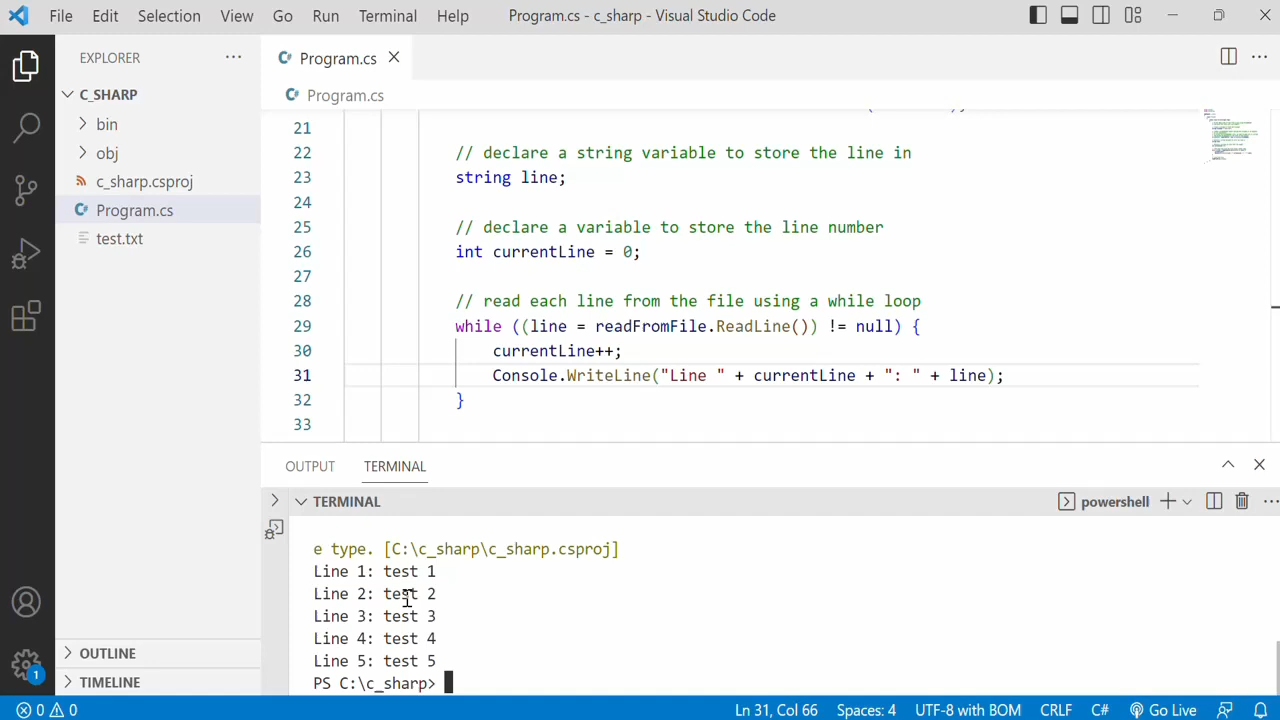 File Edit Selection View Go Run Terminal Help Program.cs - c_sharp - Visual Studio Code
EXPLORER
C_SHARP
bin
obj
c_sharp.csproj
Program.cs
test.txt
OUTLINE
TIMELINE
Program.cs
Program.cs
21
22 // declare a string variable to store the line in
23 string line;
24
25 // declare a variable to store the line number
26 int currentLine = 0;
27
28 // read each line from the file using a while loop
29 while ((line = readFromFile.ReadLine()) != null) {
30 currentLine++;
31 Console.WriteLine("Line " + currentLine + ": " + line);
32 }
33
OUTPUT TERMINAL
TERMINAL powershell
e type. [C:\c_sharp\c_sharp.csproj]
Line 1: test 1
Line 2: test 2
Line 3: test 3
Line 4: test 4
Line 5: test 5
PS C:\c_sharp>
1
0 0 Ln 31, Col 66 Spaces: 4 UTF-8 with BOM CRLF C# Go Live